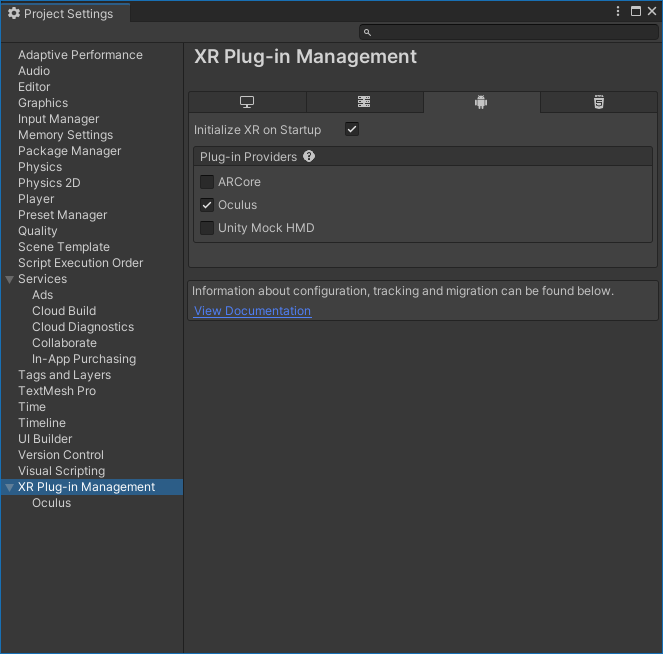 Project Settings
XR Plug-in Management
Adaptive Performance
Audio
Editor
Graphics
Input Manager
Memory Settings
Package Manager
Physics
Physics 2D
Player
Preset Manager
Quality
Scene Template
Script Execution Order
Services
Ads
Cloud Build
Cloud Diagnostics
Collaborate
In-App Purchasing
Tags and Layers
TextMesh Pro
Time
Timeline
UI Builder
Version Control
Visual Scripting
XR Plug-in Management
Oculus
Initialize XR on Startup
Plug-in Providers
ARCore
Oculus
Unity Mock HMD
Information about configuration, tracking and migration can be found below.
View Documentation